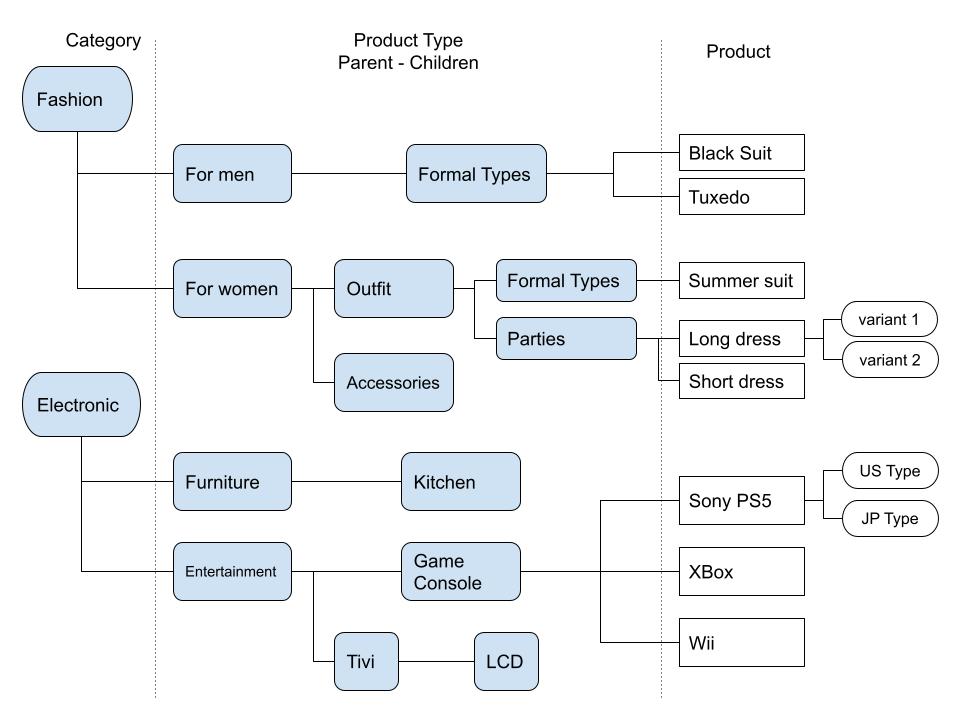 Category
Product Type
Parent - Children
Product
Fashion
For men
Formal Types
Black Suit
Tuxedo
For women
Outfit
Formal Types
Summer suit
Parties
Long dress
variant 1
variant 2
Short dress
Accessories
Electronic
Furniture
Kitchen
Sony PS5
US Type
JP Type
Entertainment
Game
Console
XBox
Wii
Tivi
LCD